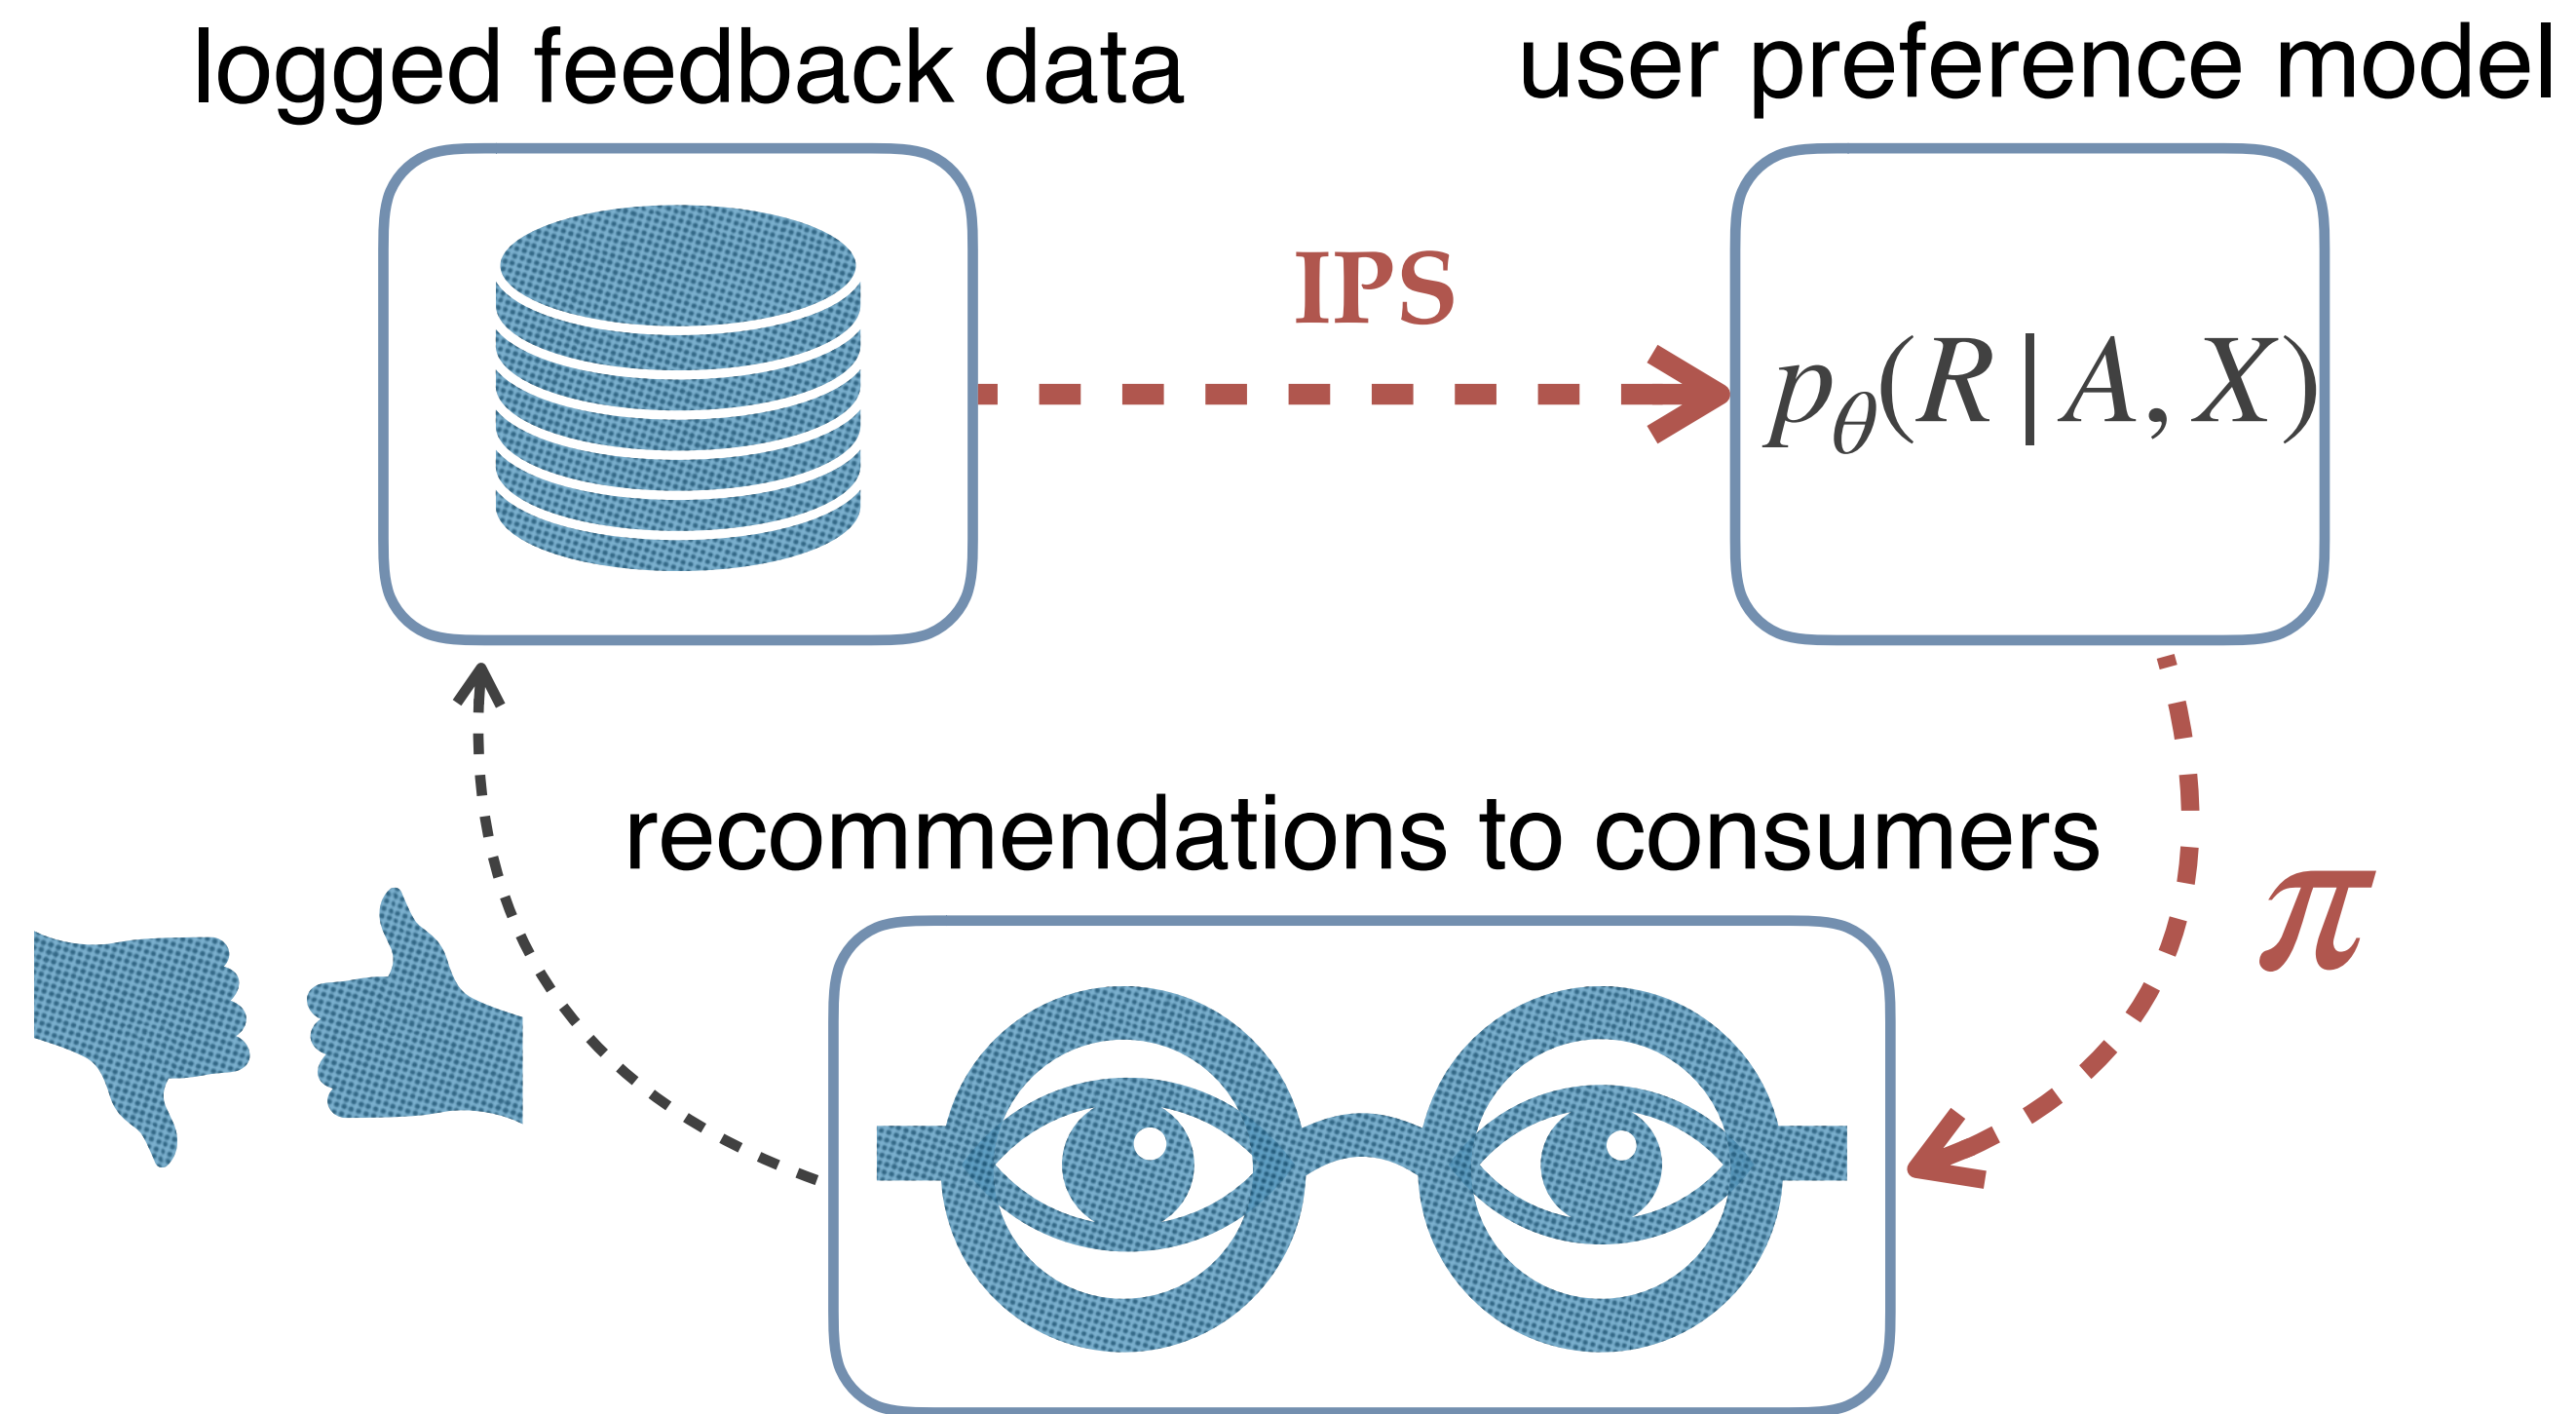 logged feedback data
user preference model
IPS
pθ(R | A, X)
recommendations to consumers
π